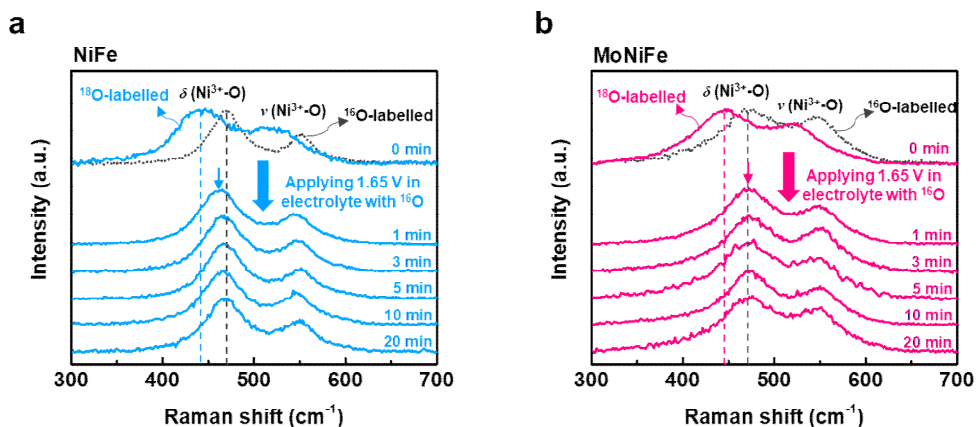 a
NiFe
¹⁸O-labelled
δ (Ni³⁺-O)
ν (Ni³⁺-O)
¹⁶O-labelled
0 min
Applying 1.65 V in
electrolyte with ¹⁶O
1 min
3 min
5 min
10 min
20 min
Intensity (a.u.)
300 400 500 600 700
Raman shift (cm⁻¹)
b
MoNiFe
¹⁸O-labelled
δ (Ni³⁺-O)
ν (Ni³⁺-O)
¹⁶O-labelled
0 min
Applying 1.65 V in
electrolyte with ¹⁶O
1 min
3 min
5 min
10 min
20 min
Intensity (a.u.)
300 400 500 600 700
Raman shift (cm⁻¹)